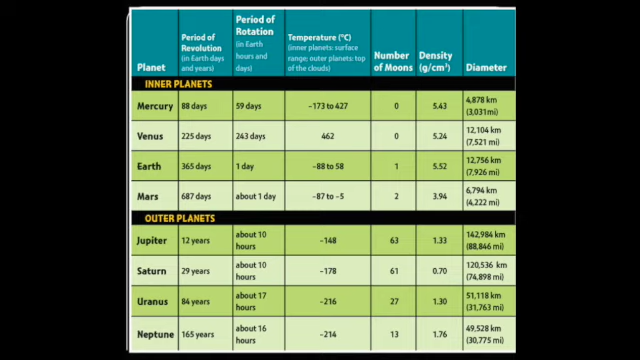 Planet Period of Revolution (in Earth days and years) Period of Rotation (in Earth hours and days) Temperature (°C) (inner planets: surface range; outer planets: top of the clouds) Number of Moons Density (g/cm³) Diameter
INNER PLANETS
Mercury 88 days 59 days −173 to 427 0 5.43 4,878 km (3,031mi)
Venus 225 days 243 days 462 0 5.24 12,104 km (7,521 mi)
Earth 365 days 1 day −88 to 58 1 5.52 12,756 km (7,926 mi)
Mars 687 days about 1 day −87 to −5 2 3.94 6,794 km (4,222 mi)
OUTER PLANETS
Jupiter 12 years about 10 hours −148 63 1.33 142,984 km (88,846 mi)
Saturn 29 years about 10 hours −178 61 0.70 120,536 km (74,898 mi)
Uranus 84 years about 17 hours −216 27 1.30 51,118 km (31,763 mi)
Neptune 165 years about 16 hours −214 13 1.76 49,528 km (30,775 mi)